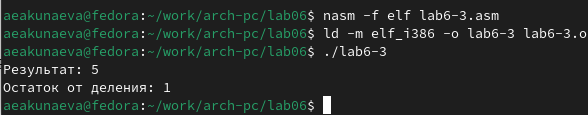 aeakunaeva@fedora:~/work/arch-pc/lab06$ nasm -f elf lab6-3.asm
aeakunaeva@fedora:~/work/arch-pc/lab06$ ld -m elf_i386 -o lab6-3 lab6-3.o
aeakunaeva@fedora:~/work/arch-pc/lab06$ ./lab6-3
Результат: 5
Остаток от деления: 1
aeakunaeva@fedora:~/work/arch-pc/lab06$